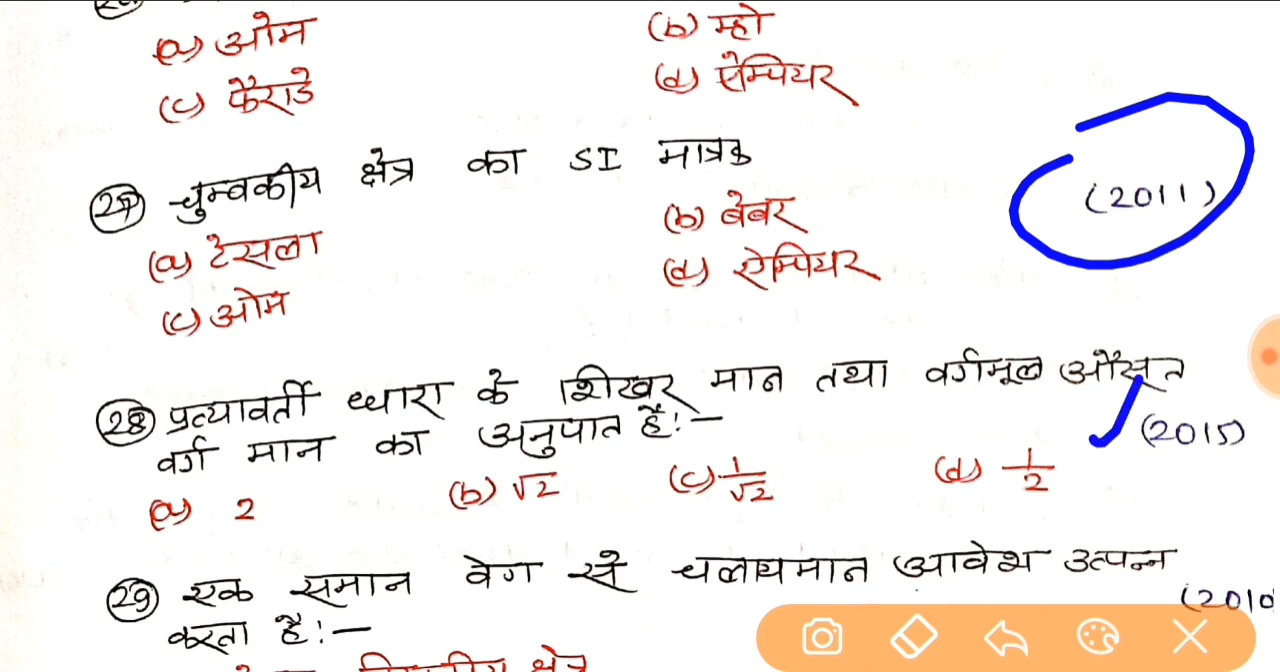 (a) ओम (b) म्हो
(c) फैराडे (d) ऐम्पियर
(27) चुम्वकीय क्षेत्र का SI मात्रक (2011)
(a) टेसला (b) बेबर
(c) ओम (d) ऐम्पियर
(28) प्रत्यावर्ती ध्धारा के शिखर मान तथा वर्गमूल औसत
वर्ग मान का अनुपात है:- (2015)
(a) 2 (b) √2 (c) 1/√2 (d) 1/2
(29) एक समान वेग से चलायमान आवेश उत्पन्न
करता है:- (2010
क्षेत्र